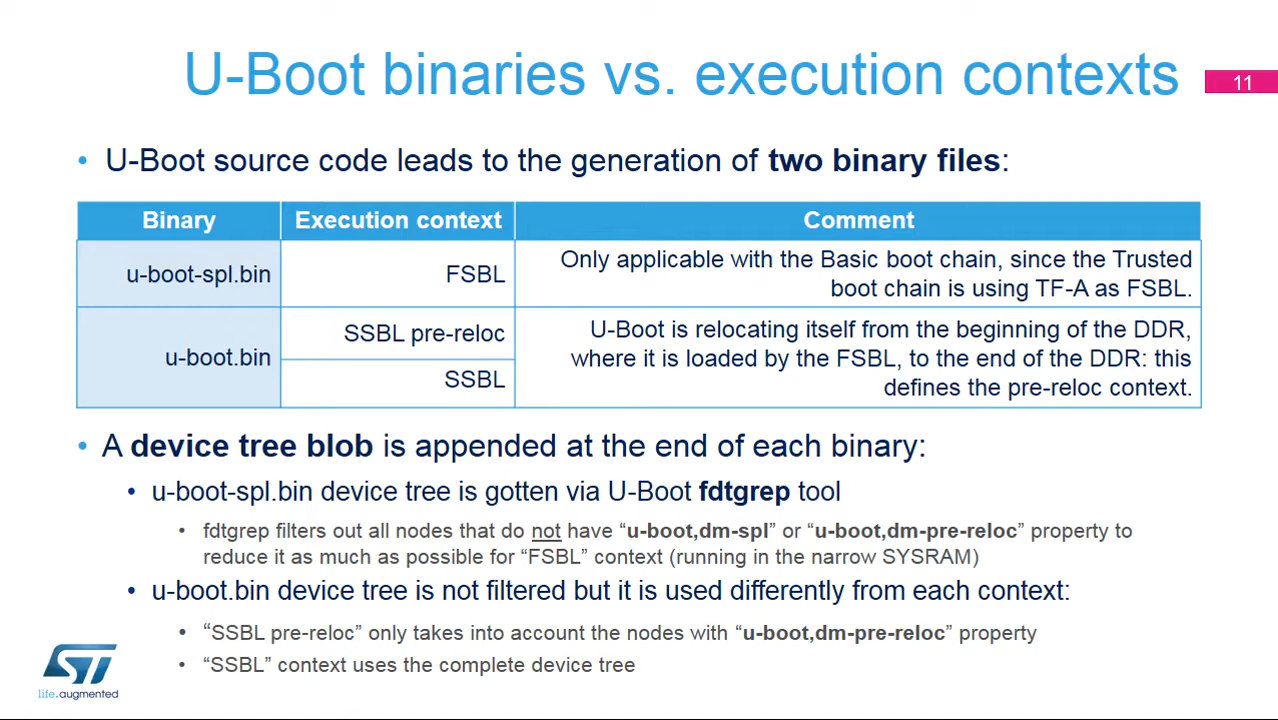 U-Boot binaries vs. execution contexts
11
• U-Boot source code leads to the generation of two binary files:
Binary
Execution context
Comment
u-boot-spl.bin
FSBL
Only applicable with the Basic boot chain, since the Trusted
boot chain is using TF-A as FSBL.
u-boot.bin
SSBL pre-reloc
SSBL
U-Boot is relocating itself from the beginning of the DDR,
where it is loaded by the FSBL, to the end of the DDR: this
defines the pre-reloc context.
• A device tree blob is appended at the end of each binary:
• u-boot-spl.bin device tree is gotten via U-Boot fdtgrep tool
• fdtgrep filters out all nodes that do not have “u-boot,dm-spl” or “u-boot,dm-pre-reloc” property to
reduce it as much as possible for “FSBL” context (running in the narrow SYSRAM)
• u-boot.bin device tree is not filtered but it is used differently from each context:
• “SSBL pre-reloc” only takes into account the nodes with “u-boot,dm-pre-reloc” property
• “SSBL” context uses the complete device tree
ST
life.augmented